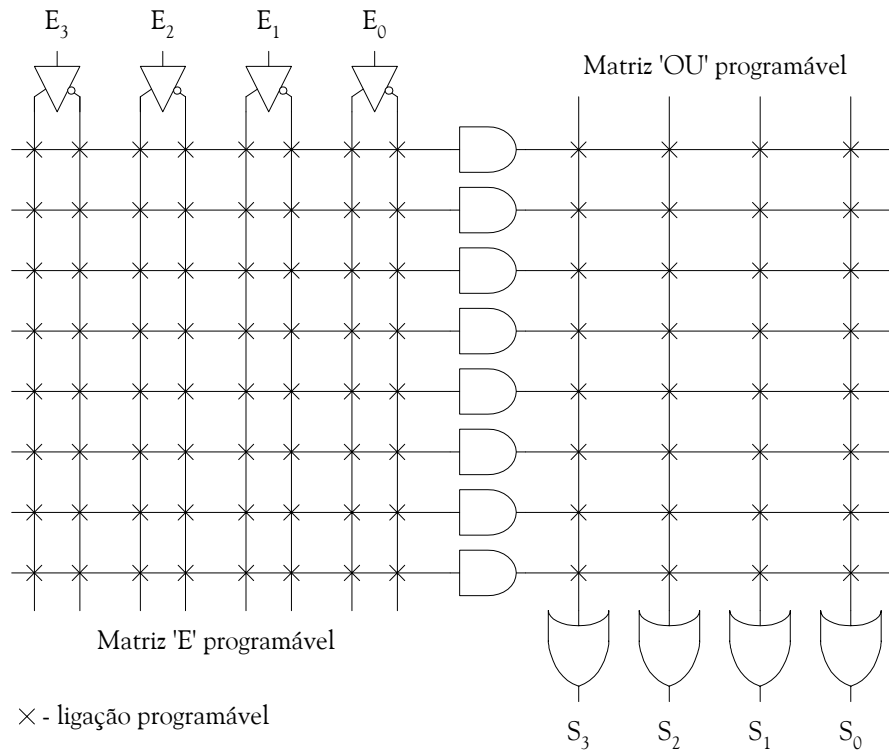 E₃ E₂ E₁ E₀
Matriz 'OU' programável
Matriz 'E' programável
× - ligação programável
S₃ S₂ S₁ S₀